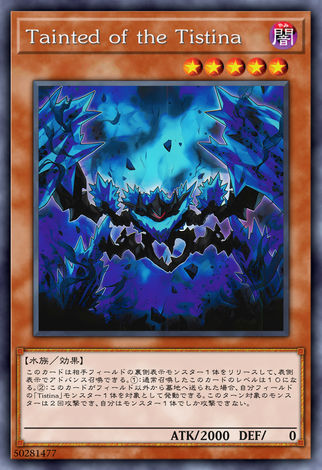 Tainted of the Tistina
やみ
闇
【水族／効果】
このカードは相手フィールドの裏側表示モンスター１体をリリースして、表側
表示でアドバンス召喚できる。①：通常召喚したこのカードのレベルは１０にな
る。②：このカードがフィールド以外から墓地へ送られた場合、自分フィールド
の「Tistina」モンスター１体を対象として発動できる。このターン対象のモンス
ターは２回攻撃でき、自分はモンスター１体でしか攻撃できない。
ATK/2000 DEF/ 0
50281477